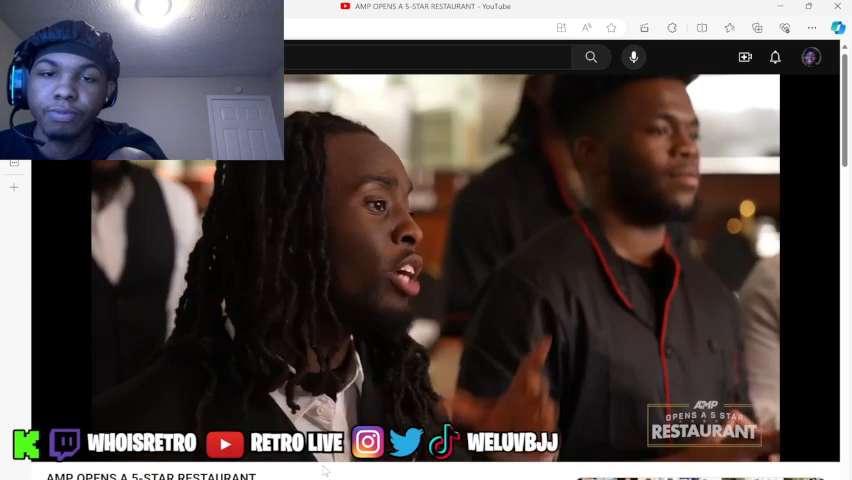 AMP OPENS A 5-STAR RESTAURANT - YouTube
AMP
OPENS A 5 STAR
RESTAURANT
WHOISRETRO RETRO LIVE WELUVBJJ
AMP OPENS A 5-STAR RESTAURANT